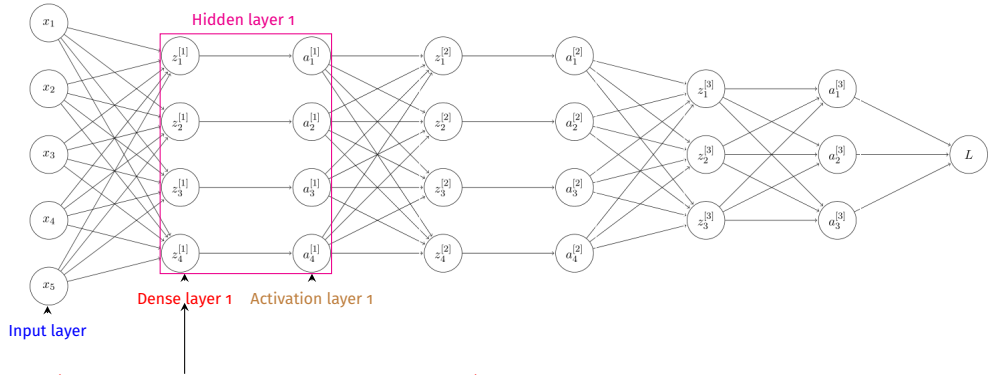 Hidden layer 1
x₁
x₂
x₃
x₄
x₅
z₁^[1]
z₂^[1]
z₃^[1]
z₄^[1]
a₁^[1]
a₂^[1]
a₃^[1]
a₄^[1]
z₁^[2]
z₂^[2]
z₃^[2]
z₄^[2]
a₁^[2]
a₂^[2]
a₃^[2]
a₄^[2]
z₁^[3]
z₂^[3]
z₃^[3]
a₁^[3]
a₂^[3]
a₃^[3]
L
Dense layer 1
Activation layer 1
Input layer